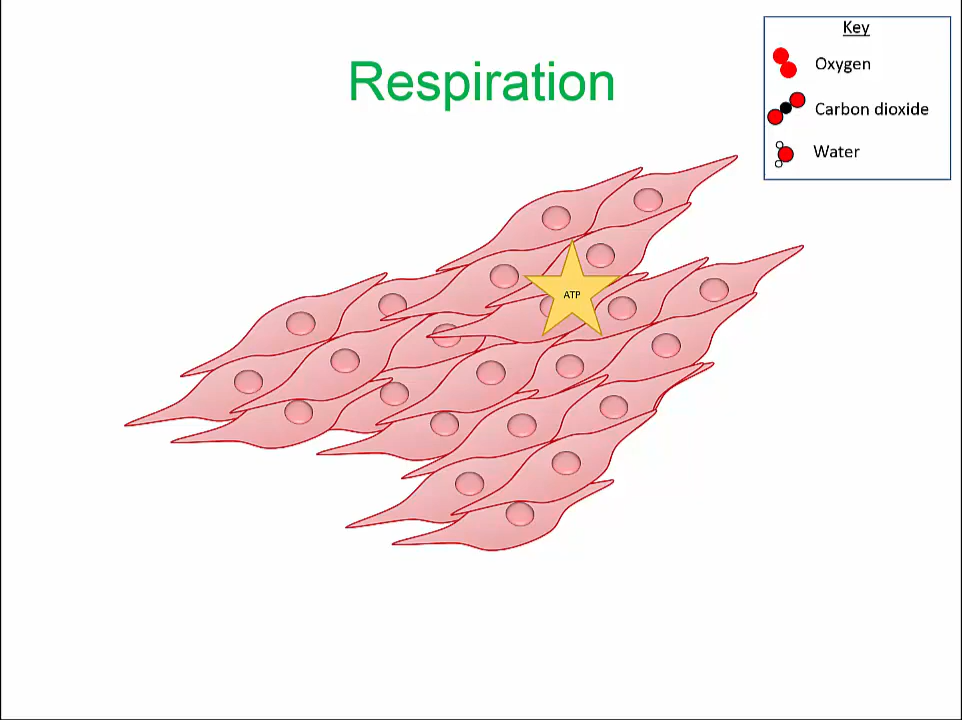 Respiration
Key
Oxygen
Carbon dioxide
Water
ATP